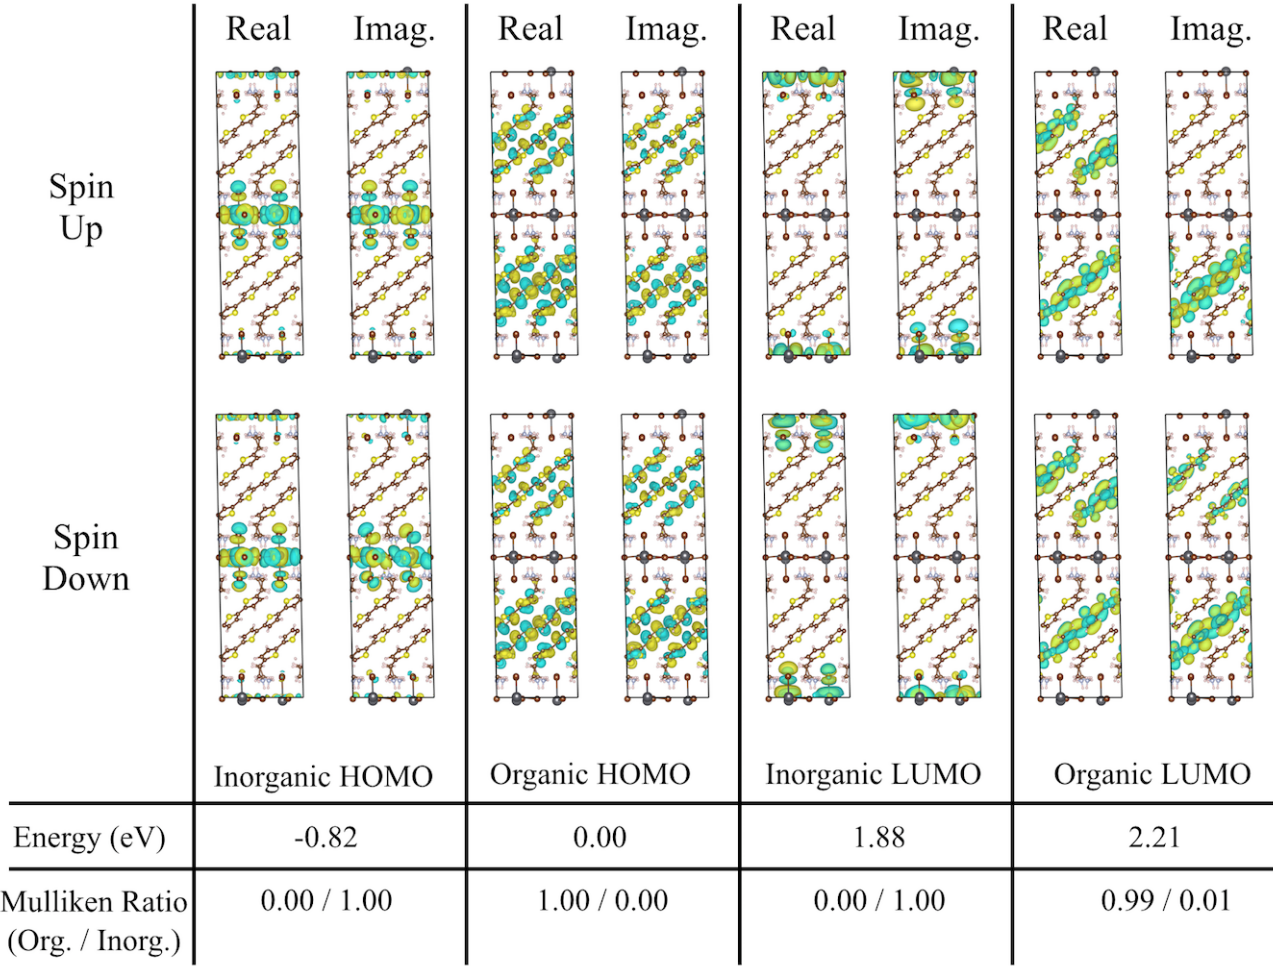 Real Imag. Real Imag. Real Imag. Real Imag.
Spin
Up
Spin
Down
Inorganic HOMO Organic HOMO Inorganic LUMO Organic LUMO
Energy (eV) -0.82 0.00 1.88 2.21
Mulliken Ratio 0.00 / 1.00 1.00 / 0.00 0.00 / 1.00 0.99 / 0.01
(Org. / Inorg.)